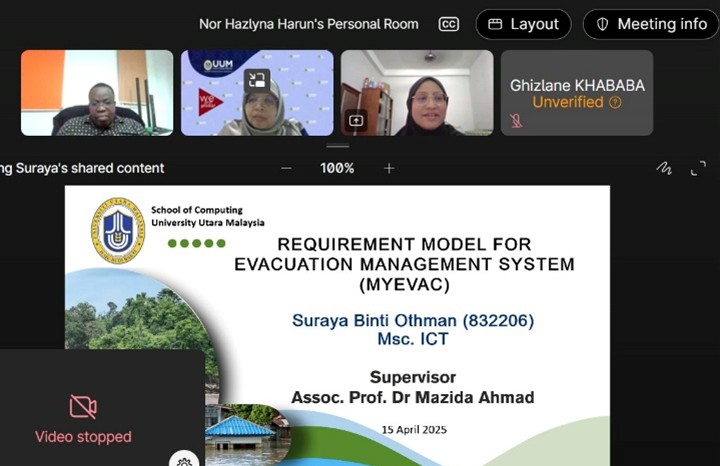 Nor Hazlyna Harun's Personal Room
CC
Layout
Meeting info
UUM
we
Ghizlane KHABABA
Unverified
ng Suraya's shared content
100%
School of Computing
University Utara Malaysia
REQUIREMENT MODEL FOR
EVACUATION MANAGEMENT SYSTEM
(MYEVAC)
Suraya Binti Othman (832206)
Msc. ICT
Supervisor
Assoc. Prof. Dr Mazida Ahmad
15 April 2025
Video stopped